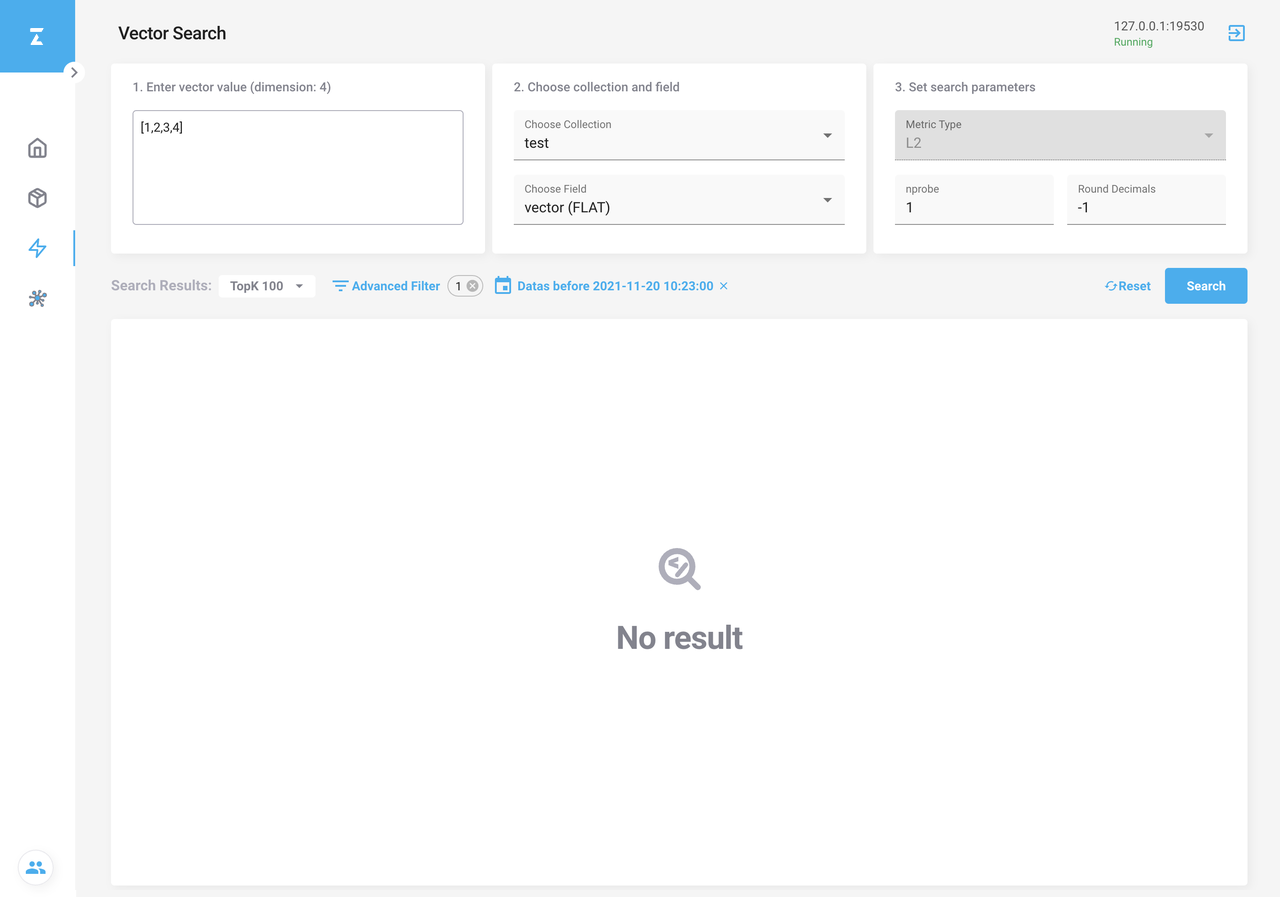 Vector Search
127.0.0.1:19530
Running
1. Enter vector value (dimension: 4)
[1,2,3,4]
2. Choose collection and field
Choose Collection
test
Choose Field
vector (FLAT)
3. Set search parameters
Metric Type
L2
nprobe
1
Round Decimals
-1
Search Results: TopK 100 Advanced Filter 1 Datas before 2021-11-20 10:23:00 Reset Search
No result